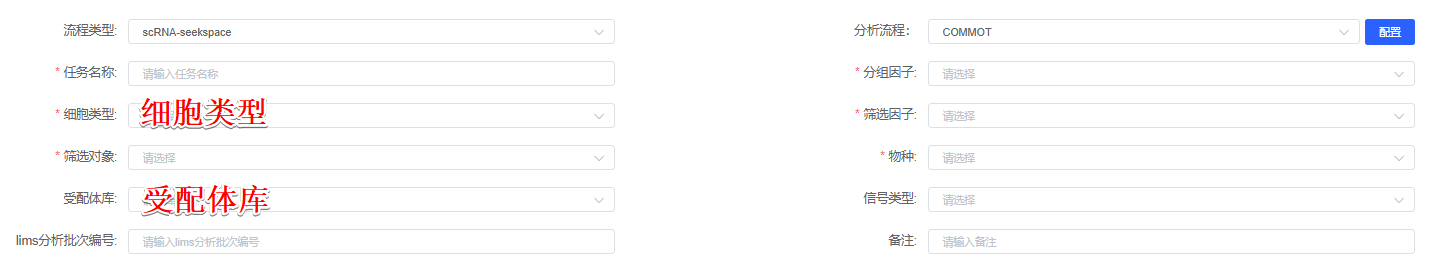 流程类型: scRNA-seekspace 分析流程: COMMOT 配置
* 任务名称: 请输入任务名称 * 分组因子: 请选择
* 细胞类型: 细胞类型 * 筛选因子: 请选择
* 筛选对象: 请选择 * 物种: 请选择
受配体库: 受配体库 信号类型: 请选择
lims分析批次编号: 请输入lims分析批次编号 备注: 请输入备注